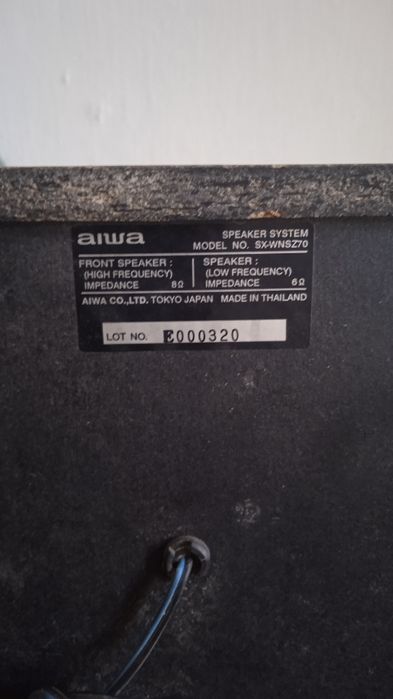 aiwa
SPEAKER SYSTEM
MODEL NO. SX-WNSZ70
FRONT SPEAKER :
(HIGH FREQUENCY)
IMPEDANCE 8Ω
SPEAKER :
(LOW FREQUENCY)
IMPEDANCE 6Ω
AIWA CO.,LTD. TOKYO JAPAN MADE IN THAILAND
LOT NO. E000320